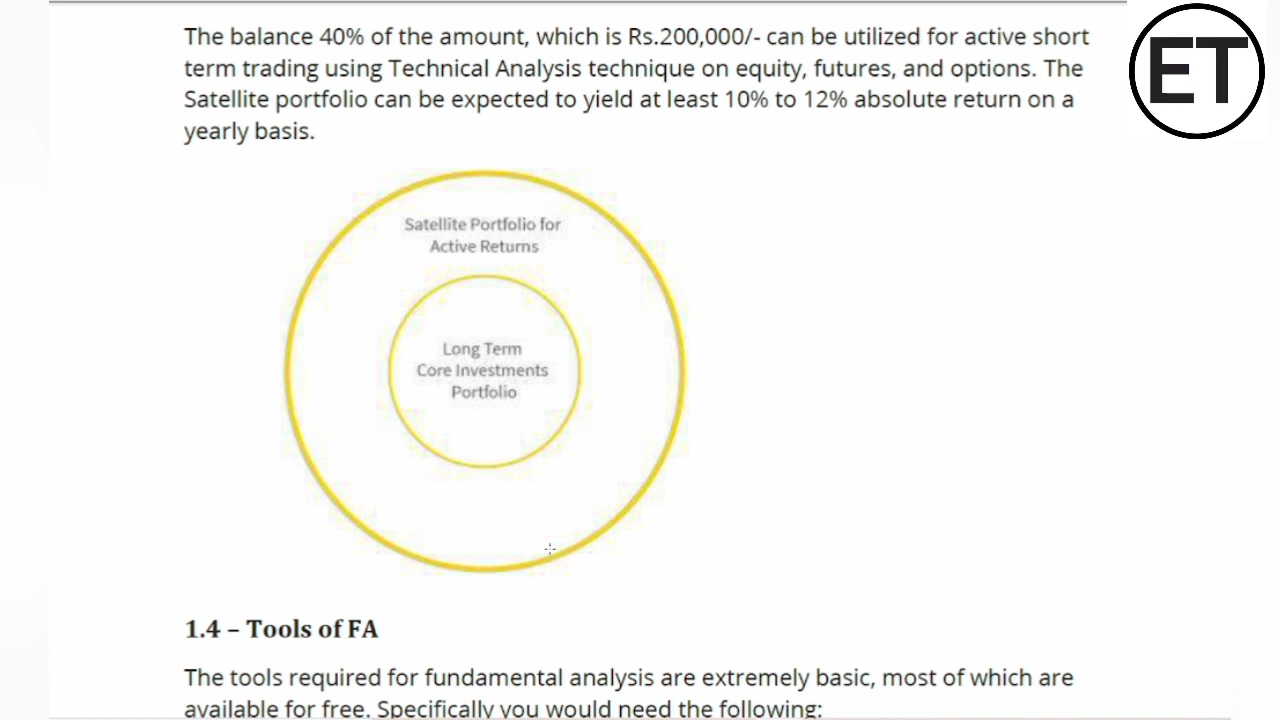 The balance 40% of the amount, which is Rs.200,000/- can be utilized for active short
term trading using Technical Analysis technique on equity, futures, and options. The
Satellite portfolio can be expected to yield at least 10% to 12% absolute return on a
yearly basis.
ET
Satellite Portfolio for
Active Returns
Long Term
Core Investments
Portfolio
1.4 – Tools of FA
The tools required for fundamental analysis are extremely basic, most of which are
available for free. Specifically you would need the following: